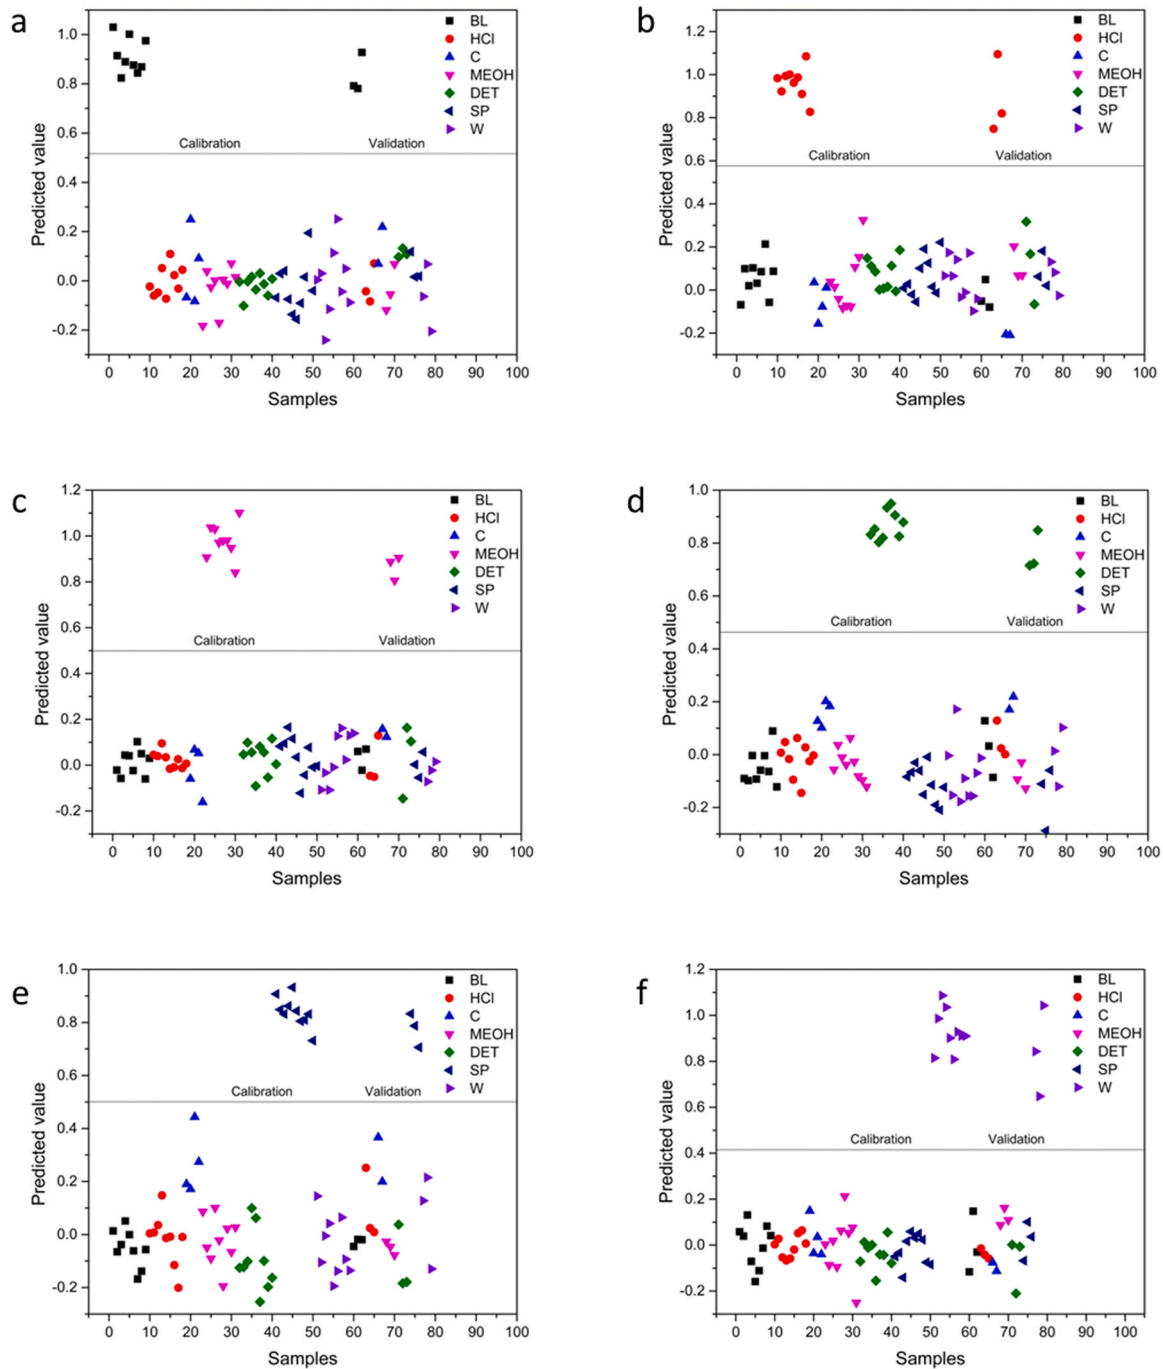 a
1.0
0.8
0.6
0.4
0.2
0.0
-0.2
Predicted value
BL
HCl
C
MEOH
DET
SP
W
Calibration
Validation
0 10 20 30 40 50 60 70 80 90 100
Samples
b
1.2
1.0
0.8
0.6
0.4
0.2
0.0
-0.2
Predicted value
BL
HCl
C
MEOH
DET
SP
W
Calibration
Validation
0 10 20 30 40 50 60 70 80 90 100
Samples
c
1.2
1.0
0.8
0.6
0.4
0.2
0.0
-0.2
Predicted value
BL
HCl
C
MEOH
DET
SP
W
Calibration
Validation
0 10 20 30 40 50 60 70 80 90 100
Samples
d
1.0
0.8
0.6
0.4
0.2
0.0
-0.2
Predicted value
BL
HCl
C
MEOH
DET
SP
W
Calibration
Validation
0 10 20 30 40 50 60 70 80 90 100
Samples
e
1.0
0.8
0.6
0.4
0.2
0.0
-0.2
Predicted value
BL
HCl
C
MEOH
DET
SP
W
Calibration
Validation
0 10 20 30 40 50 60 70 80 90 100
Samples
f
1.2
1.0
0.8
0.6
0.4
0.2
0.0
-0.2
Predicted value
BL
HCl
C
MEOH
DET
SP
W
Calibration
Validation
0 10 20 30 40 50 60 70 80 90 100
Samples